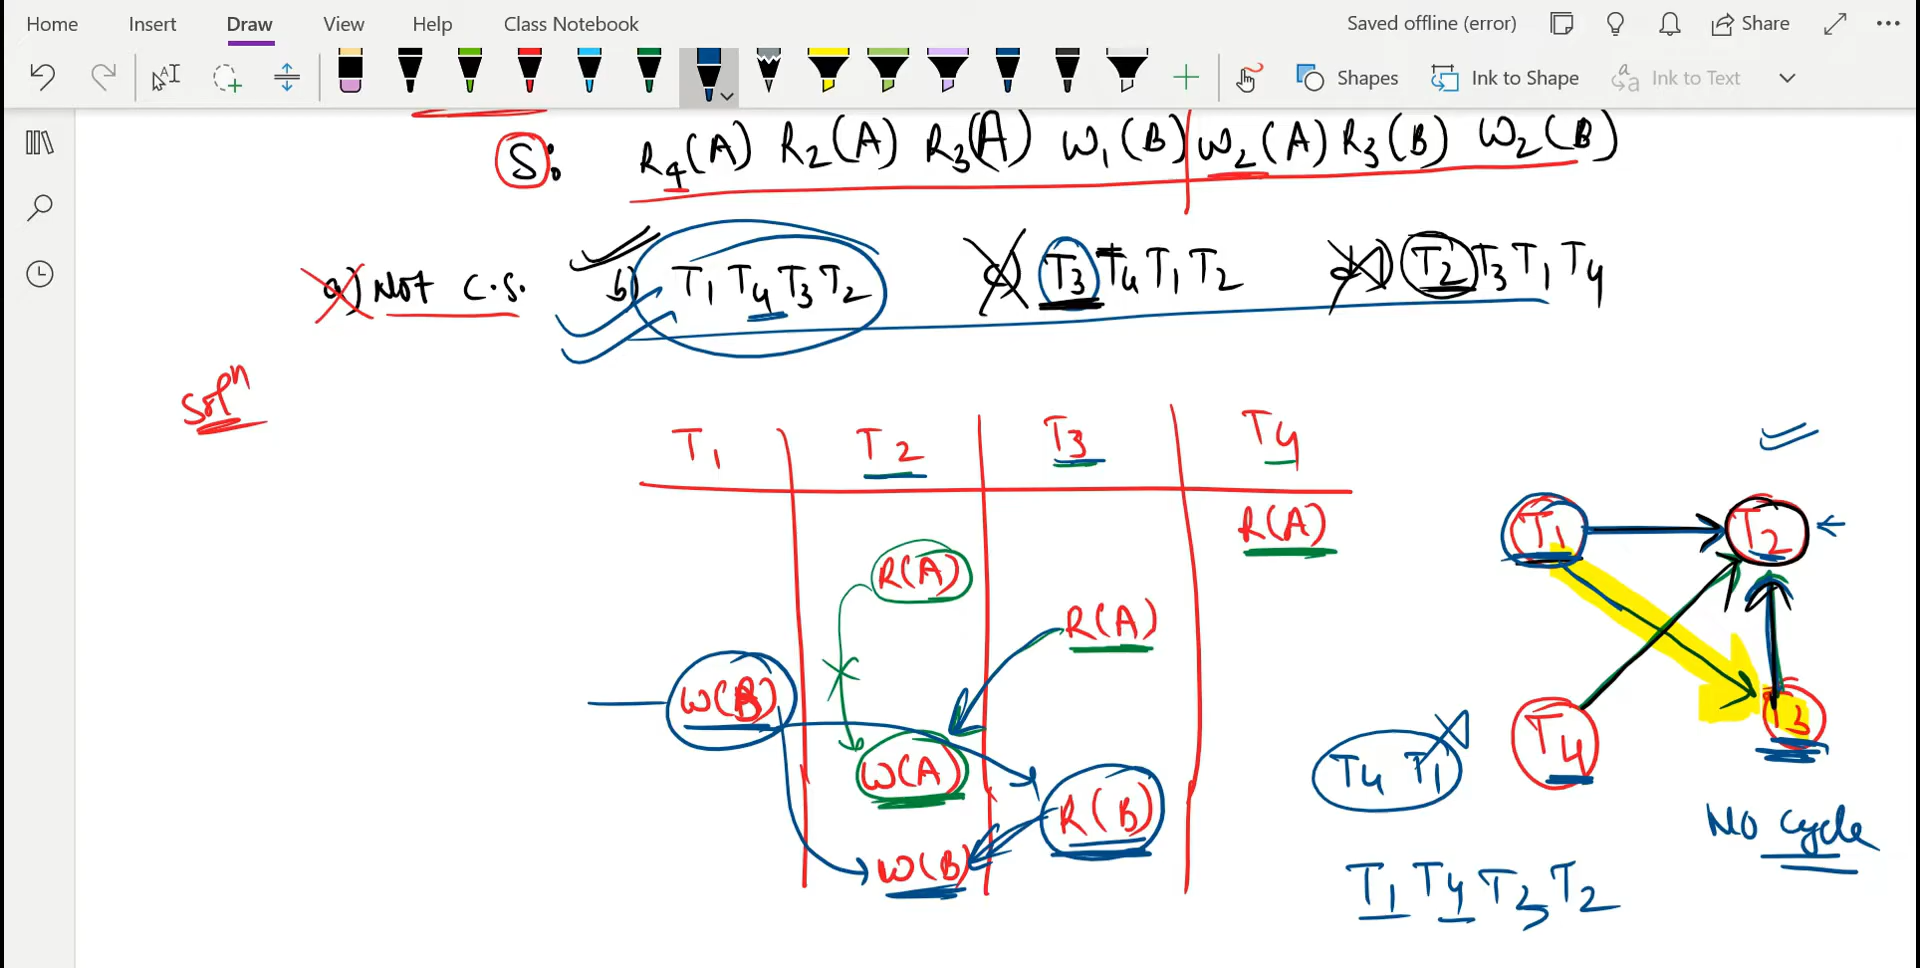 Home Insert Draw View Help Class Notebook Saved offline (error) Share
Shapes Ink to Shape Ink to Text
S: R4(A) R2(A) R3(A) W1(B) W2(A) R3(B) W2(B)
a) Not C.S. b) T1 T4 T3 T2 c) T3 T4 T1 T2 d) T2 T3 T1 T4
Solⁿ
T1 T2 T3 T4
R(A)
R(A)
R(A)
W(B)
W(A)
R(B)
W(B)
T1 T2
T4 T3
T4 T1
No cycle
T1 T4 T3 T2